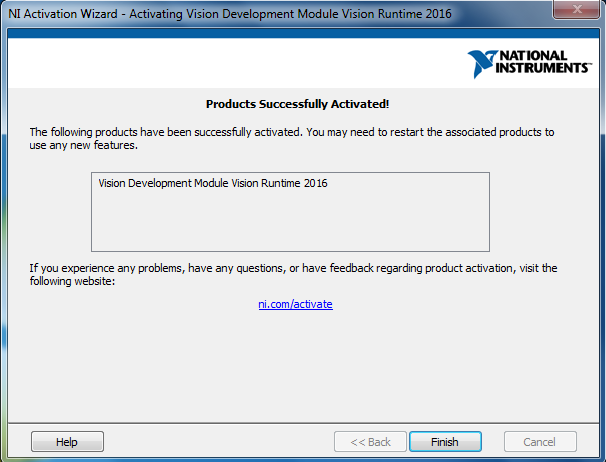 NI Activation Wizard - Activating Vision Development Module Vision Runtime 2016
NATIONAL
INSTRUMENTS™
Products Successfully Activated!
The following products have been successfully activated. You may need to restart the associated products to
use any new features.
Vision Development Module Vision Runtime 2016
If you experience any problems, have any questions, or have feedback regarding product activation, visit the
following website:
ni.com/activate
Help
<< Back
Finish
Cancel